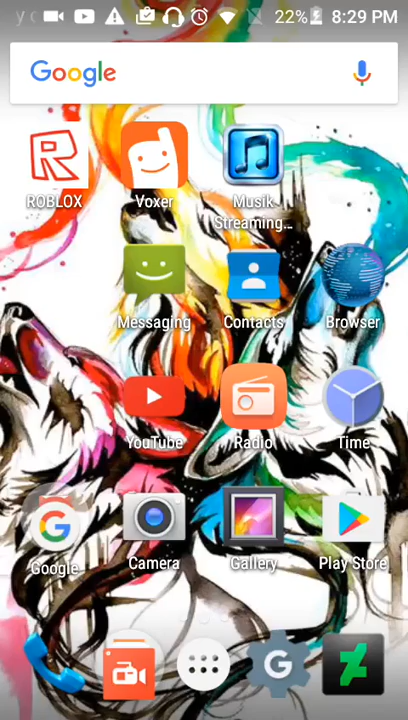 22% 8:29 PM
Google
ROBLOX Voxer Musik Streaming...
Messaging Contacts Browser
YouTube Radio Time
Google Camera Gallery Play Store